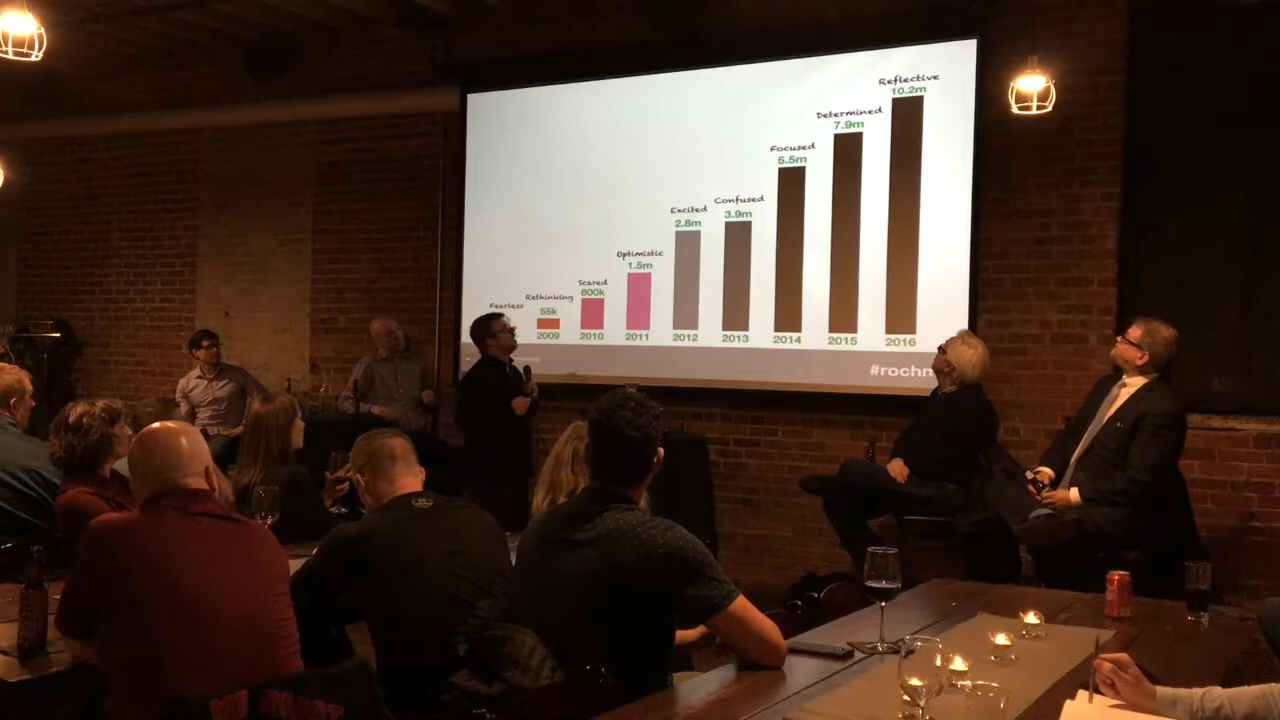 Reflective
10.2m
Determined
7.9m
Focused
5.5m
Confused
3.9m
Excited
2.8m
Optimistic
1.5m
Scared
800k
Rethinking
55k
Fearless
2009 2010 2011 2012 2013 2014 2015 2016
#rochn